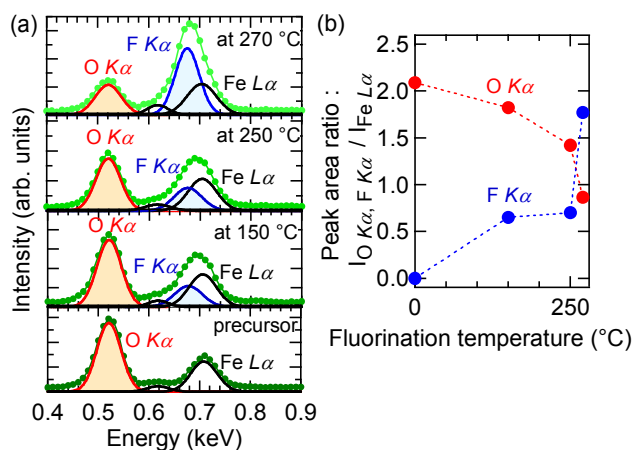 (a)
at 270 °C
F Kα
O Kα
Fe Lα
at 250 °C
O Kα
F Kα
Fe Lα
at 150 °C
O Kα
F Kα
Fe Lα
precursor
O Kα
Fe Lα
0.4 0.5 0.6 0.7 0.8 0.9
Energy (keV)
Intensity (arb. units)
(b)
2.5
2.0
1.5
1.0
0.5
0.0
O Kα
F Kα
0 250
Fluorination temperature (°C)
Peak area ratio :
I O Kα, F Kα / I Fe Lα